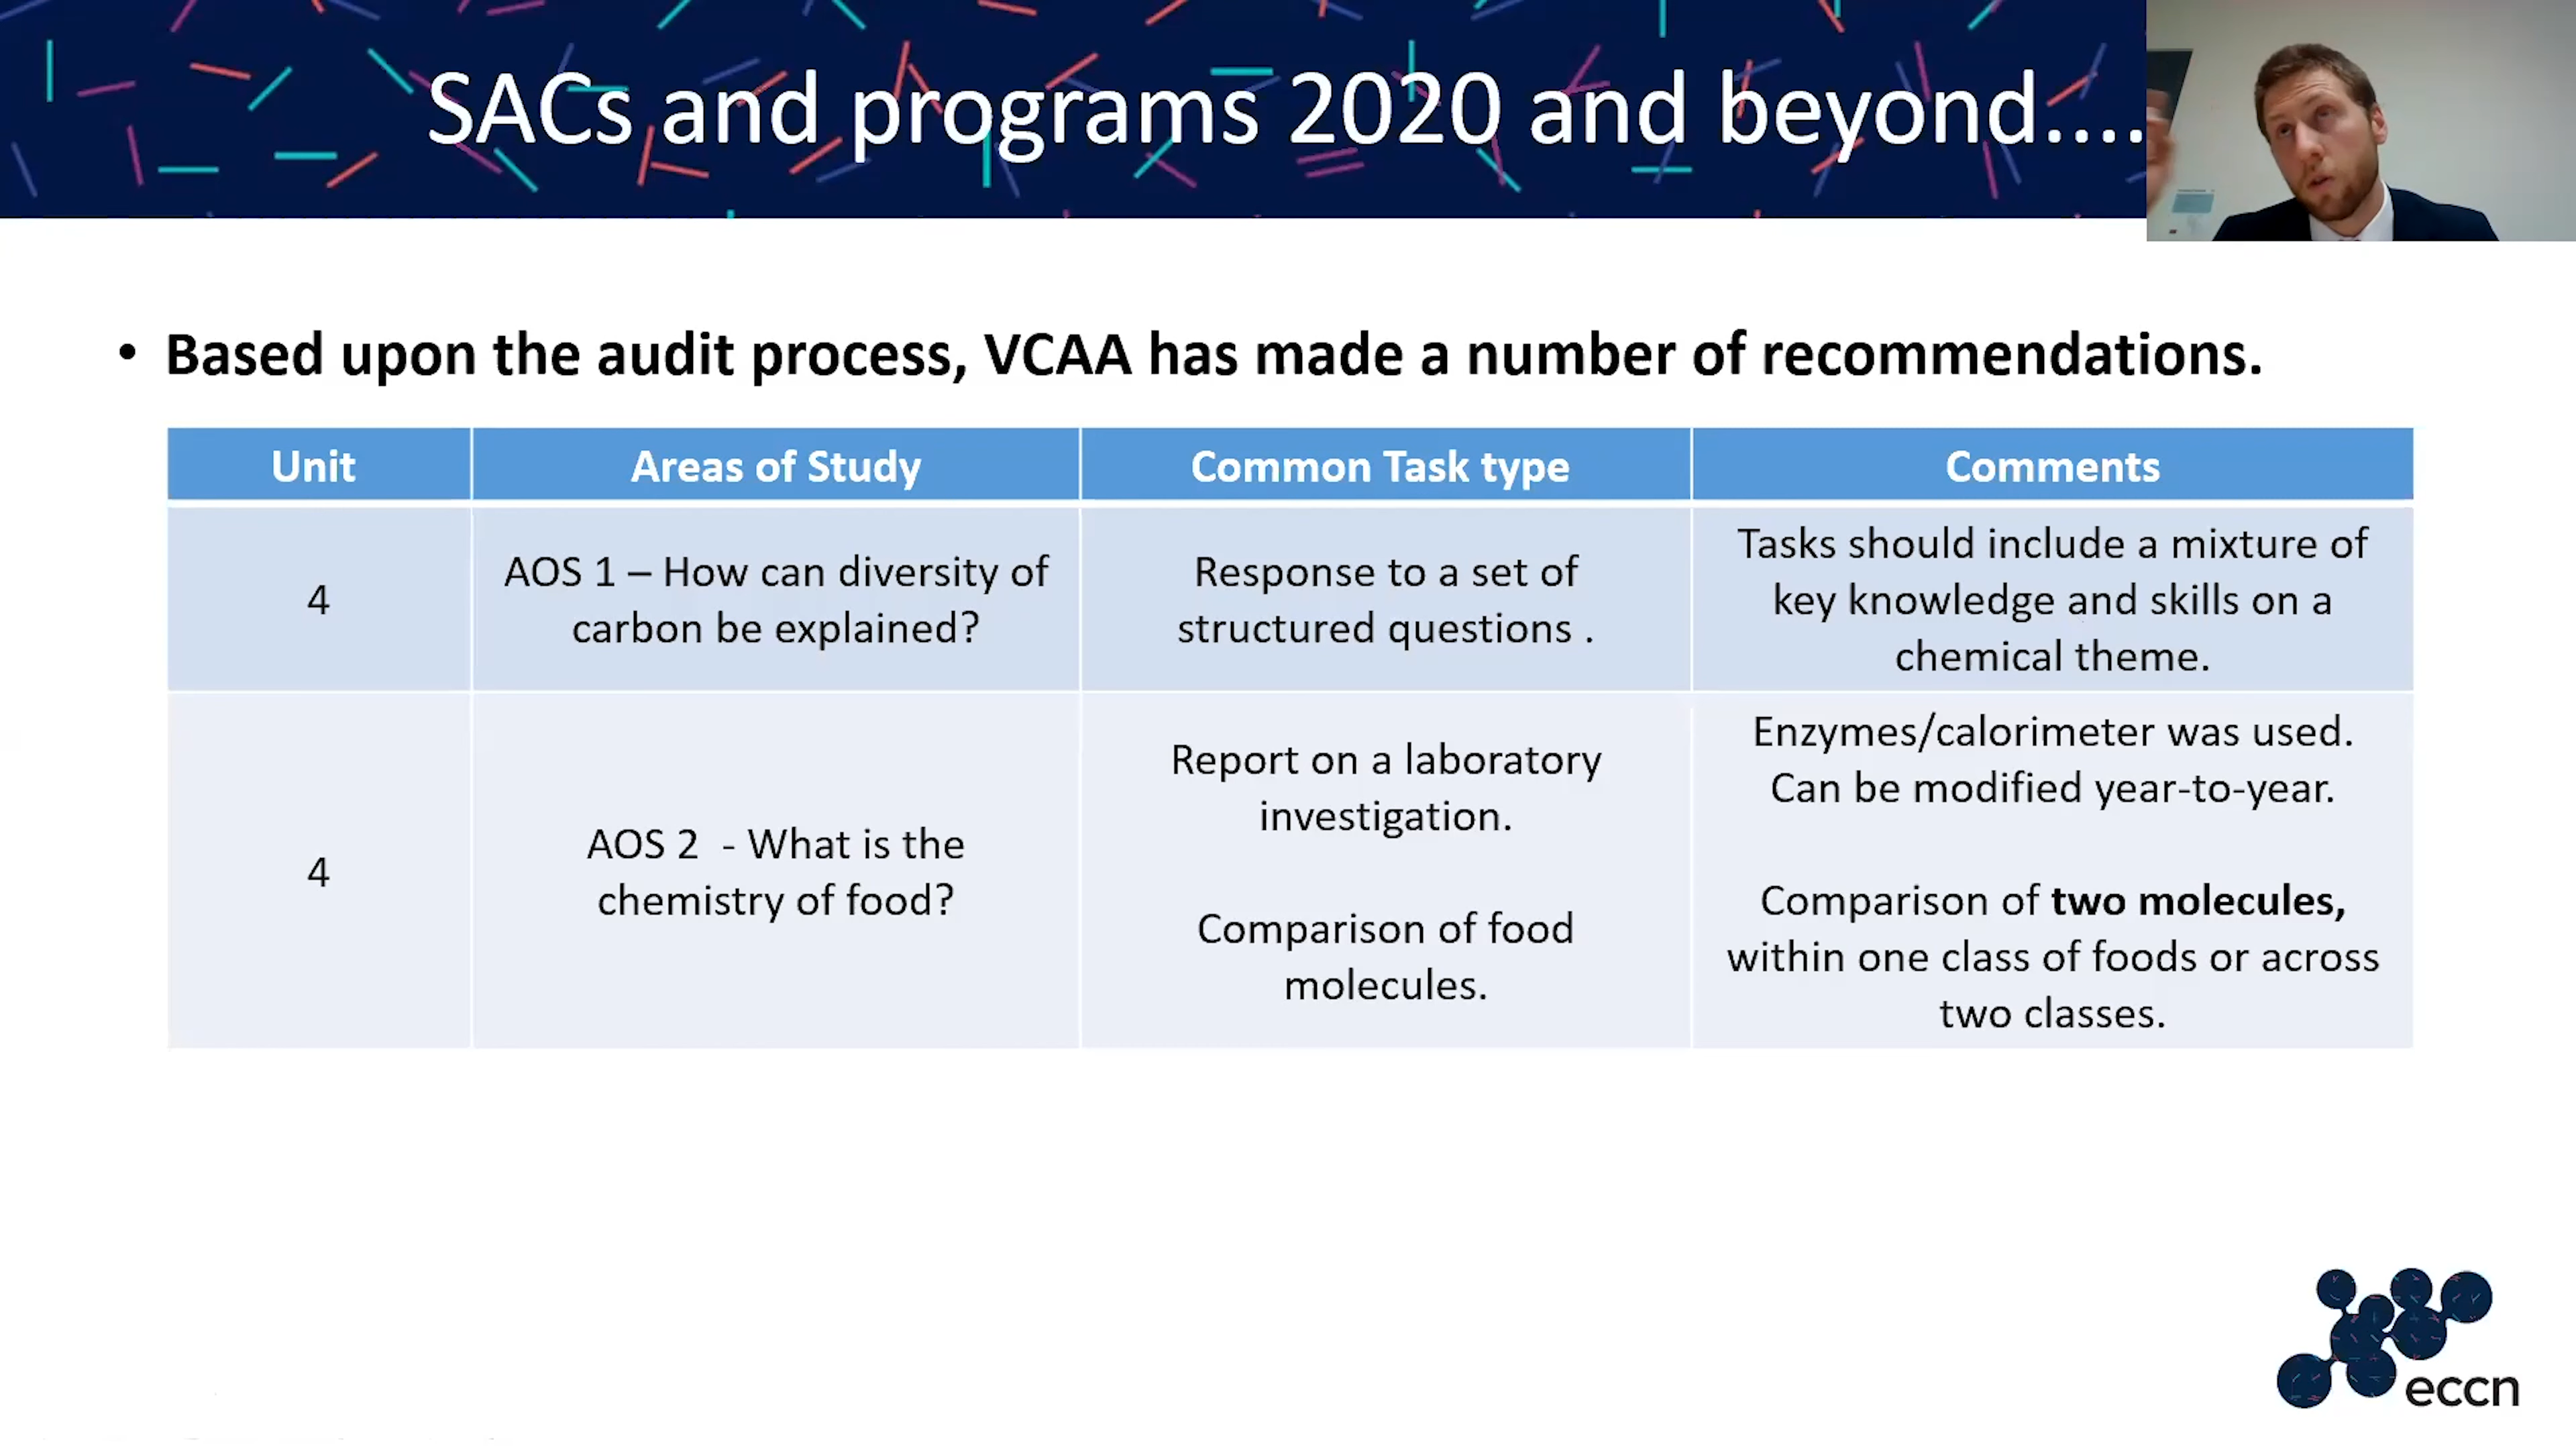 SACs and programs 2020 and beyond....
• Based upon the audit process, VCAA has made a number of recommendations.
Unit
Areas of Study
Common Task type
Comments
4
AOS 1 – How can diversity of
carbon be explained?
Response to a set of
structured questions .
Tasks should include a mixture of
key knowledge and skills on a
chemical theme.
4
AOS 2  - What is the
chemistry of food?
Report on a laboratory
investigation.
Comparison of food
molecules.
Enzymes/calorimeter was used.
Can be modified year-to-year.
Comparison of two molecules,
within one class of foods or across
two classes.
eccn